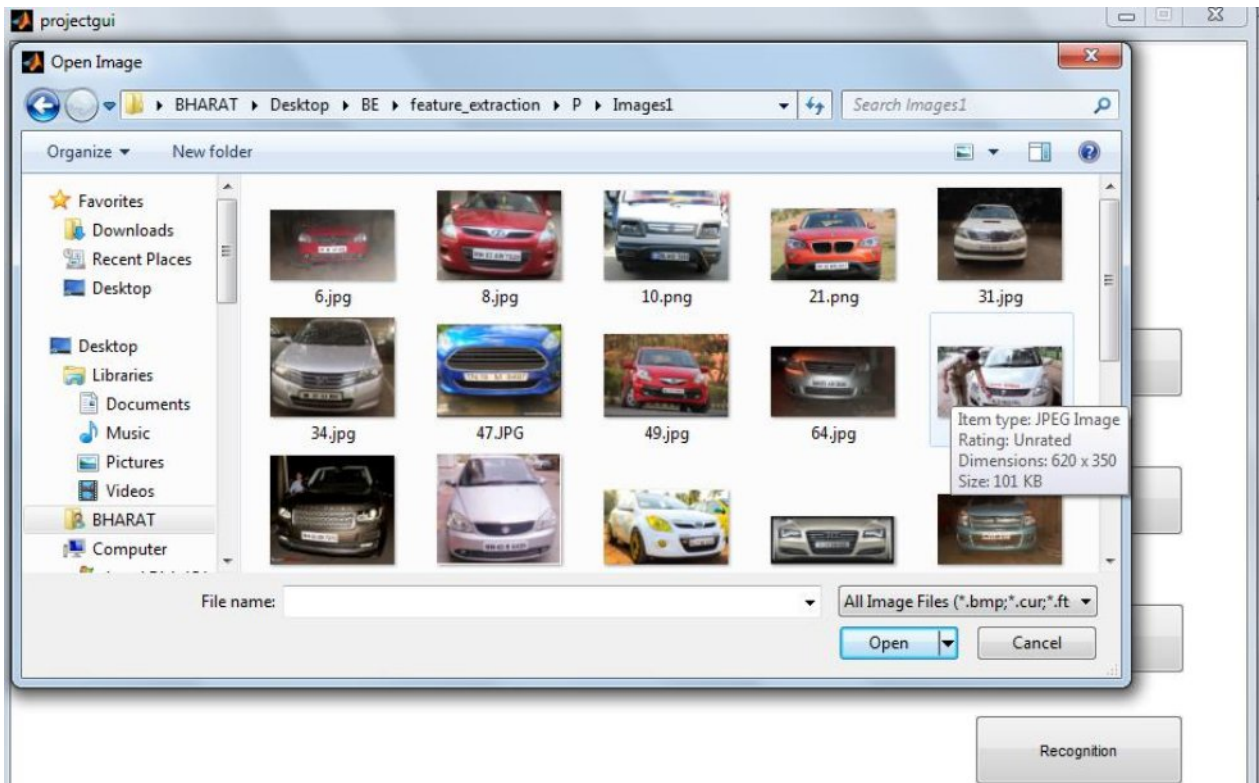 projectgui
Open Image
BHARAT Desktop BE feature_extraction P Images1
Search Images1
Organize New folder
Favorites
Downloads
Recent Places
Desktop
Desktop
Libraries
Documents
Music
Pictures
Videos
BHARAT
Computer
6.jpg 8.jpg 10.png 21.png 31.jpg
34.jpg 47.JPG 49.jpg 64.jpg
Item type: JPEG Image
Rating: Unrated
Dimensions: 620 x 350
Size: 101 KB
File name:
All Image Files (*.bmp;*.cur;*.ft
Open Cancel
Recognition